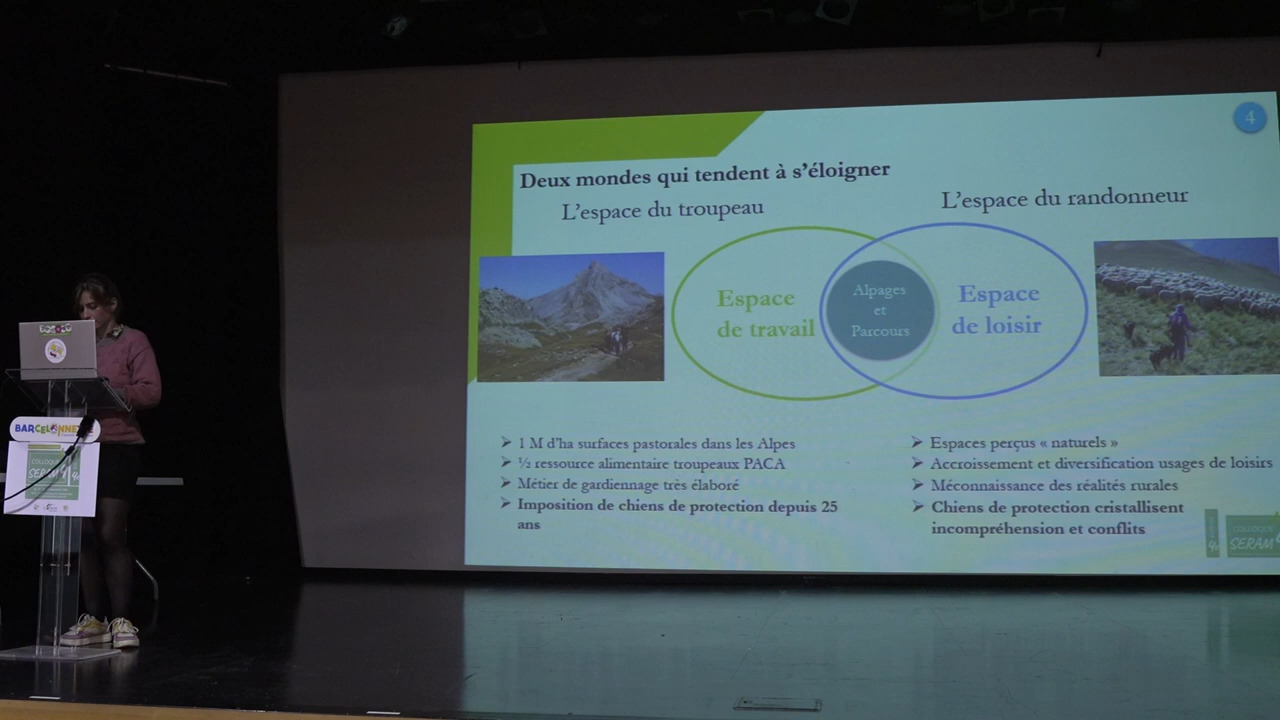 4
Deux mondes qui tendent à s'éloigner
L'espace du troupeau
L'espace du randonneur
Espace
de travail
Alpages
et
Parcours
Espace
de loisir
➢ 1 M d'ha surfaces pastorales dans les Alpes
➢ ½ ressource alimentaire troupeaux PACA
➢ Métier de gardiennage très élaboré
➢ Imposition de chiens de protection depuis 25
ans
➢ Espaces perçus « naturels »
➢ Accroissement et diversification usages de loisirs
➢ Méconnaissance des réalités rurales
➢ Chiens de protection cristallisent
incompréhension et conflits
COLLOQUE
SERAM
BARCELONNE
COLLOQUE
SERAM